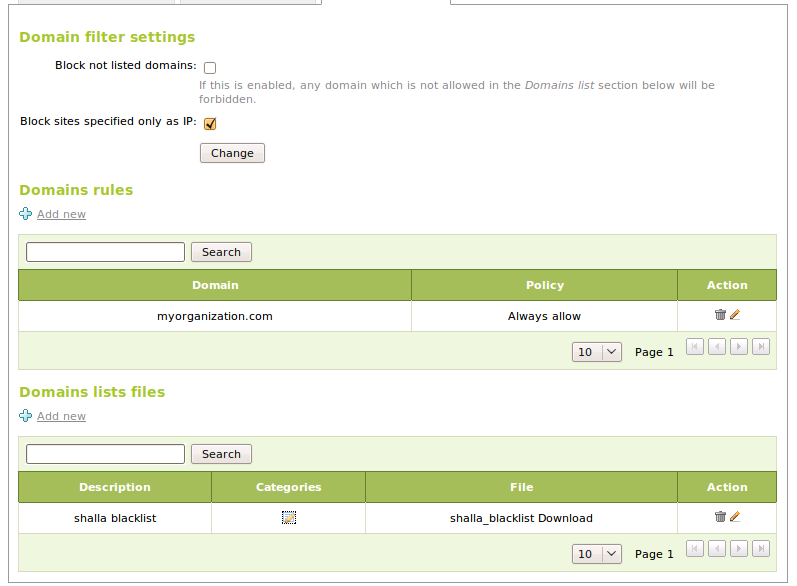 Domain filter settings
Block not listed domains:
If this is enabled, any domain which is not allowed in the Domains list section below will be
forbidden.
Block sites specified only as IP:
Change
Domains rules
Add new
Search
Domain Policy Action
myorganization.com Always allow
10 Page 1
Domains lists files
Add new
Search
Description Categories File Action
shalla blacklist shalla_blacklist Download
10 Page 1